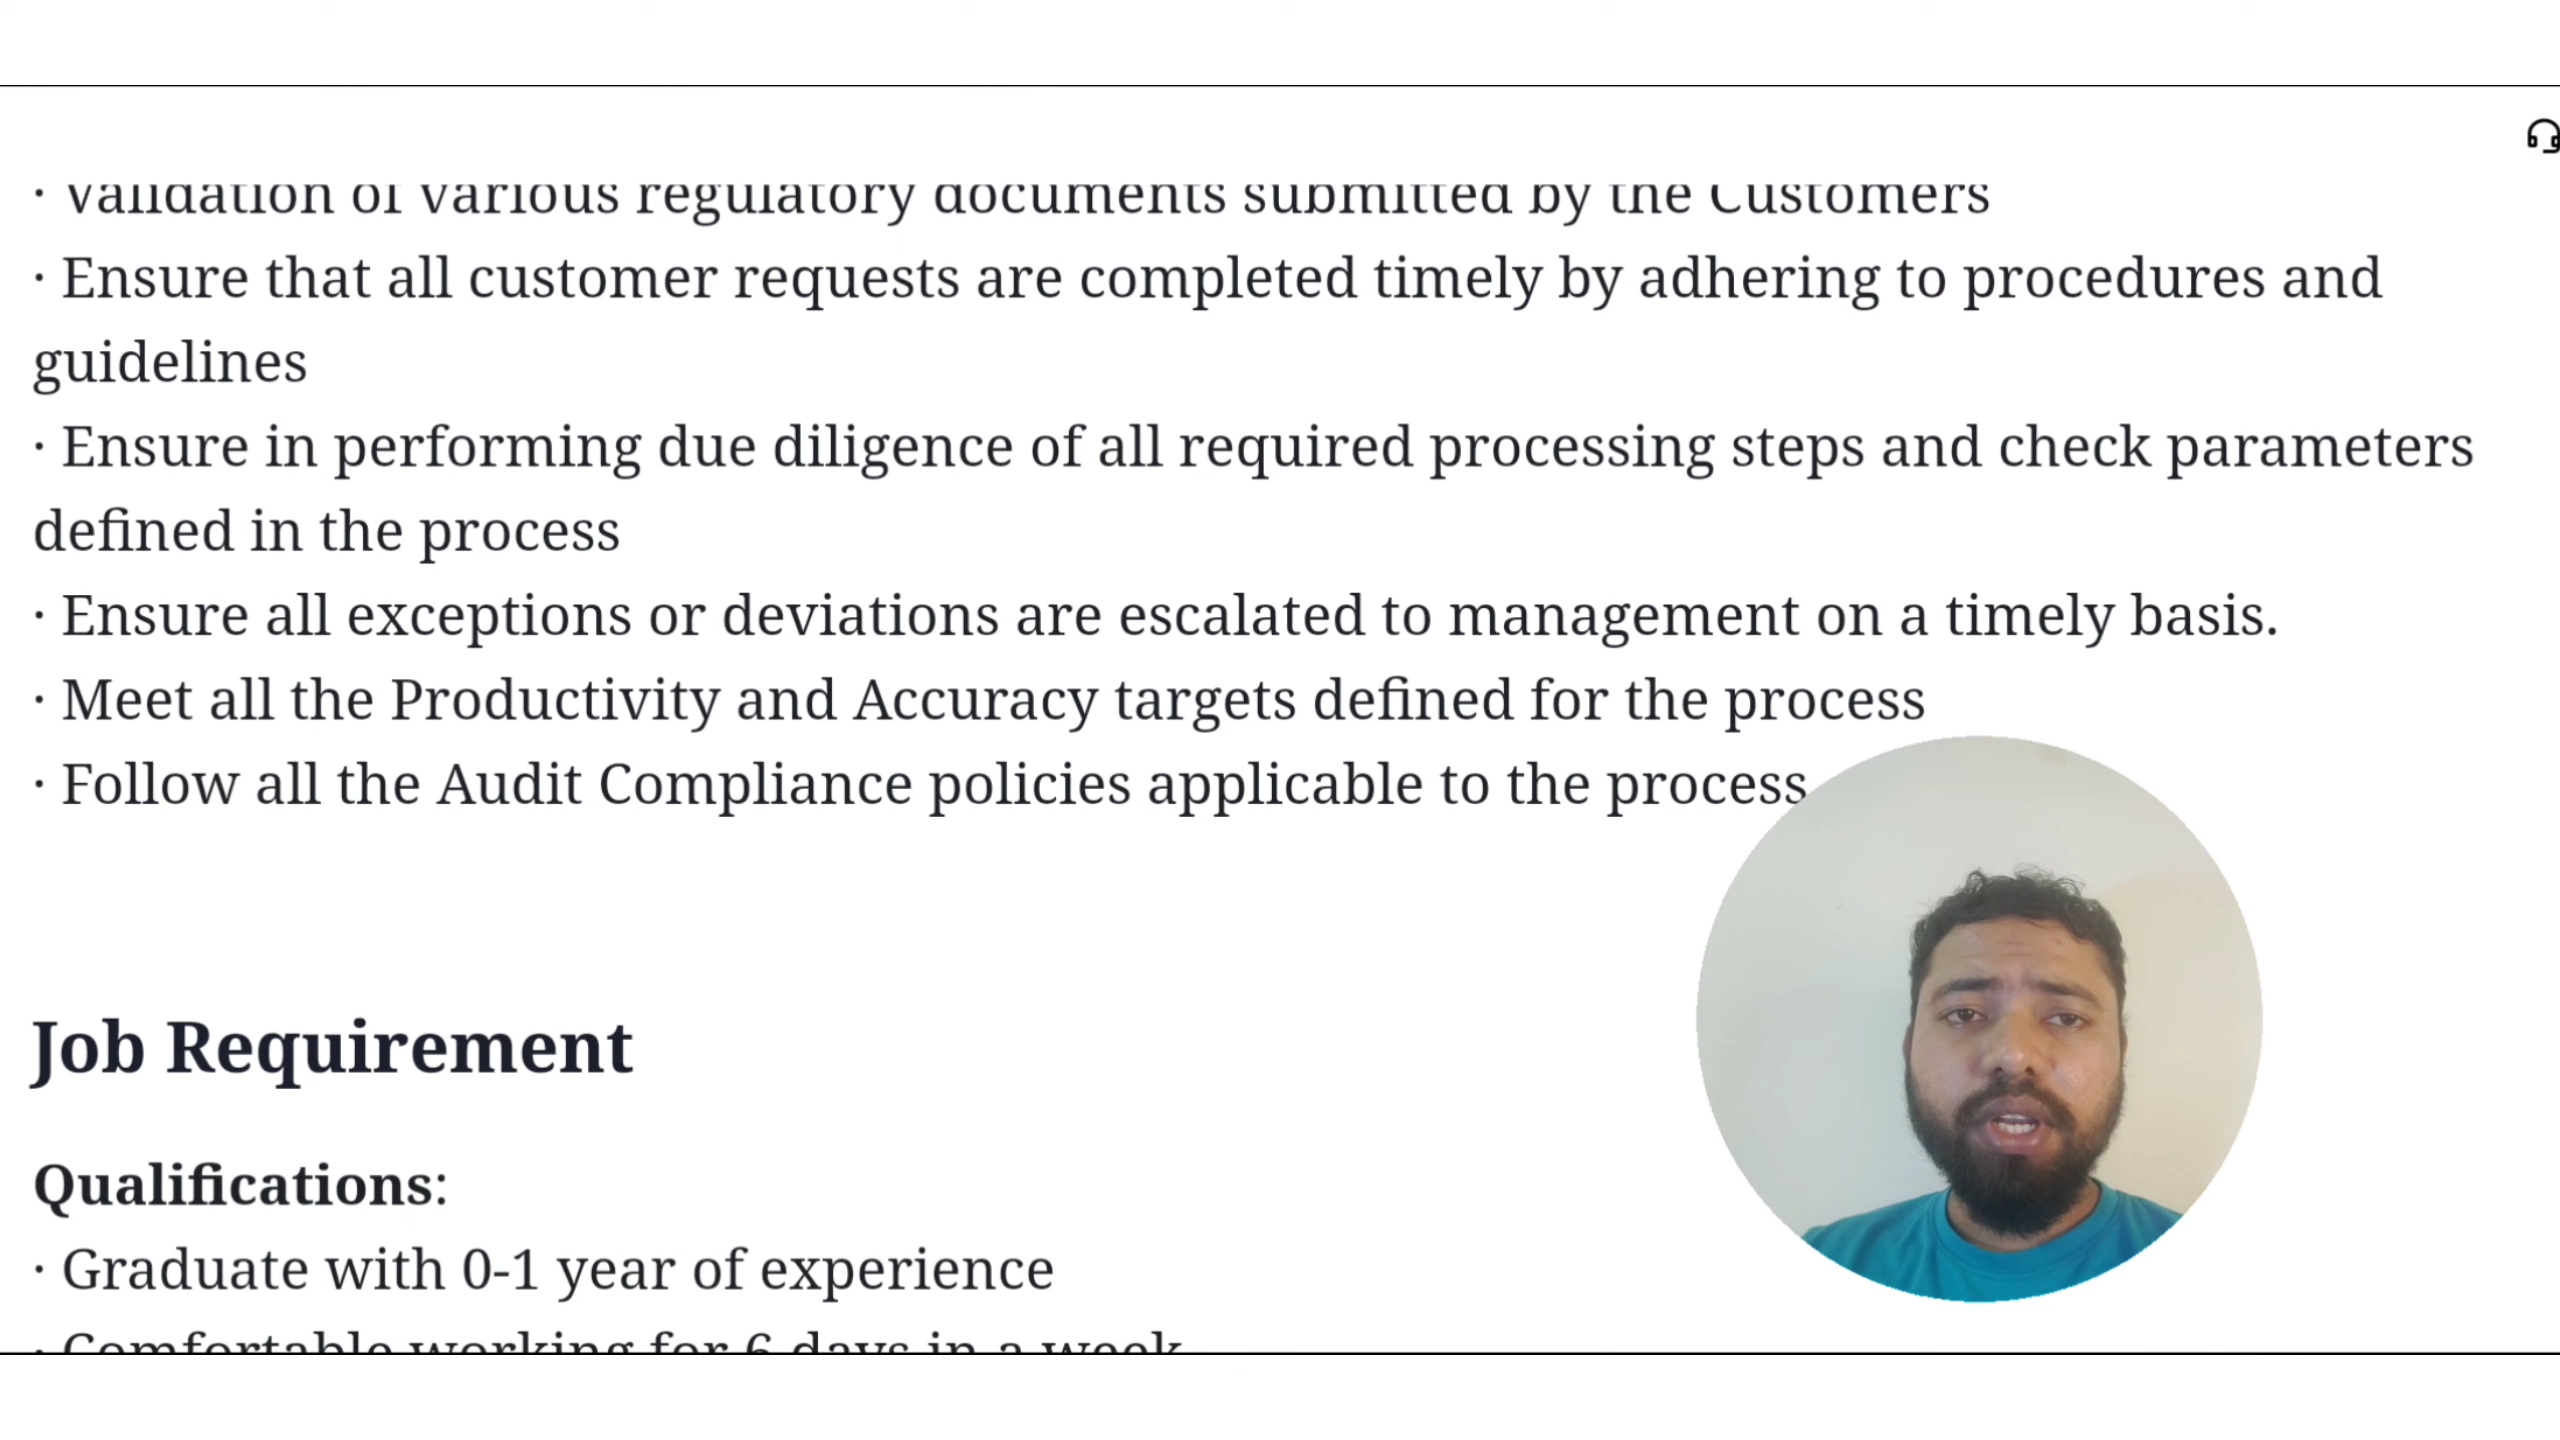 · Validation of various regulatory documents submitted by the Customers
· Ensure that all customer requests are completed timely by adhering to procedures and
guidelines
· Ensure in performing due diligence of all required processing steps and check parameters
defined in the process
· Ensure all exceptions or deviations are escalated to management on a timely basis.
· Meet all the Productivity and Accuracy targets defined for the process
· Follow all the Audit Compliance policies applicable to the process
Job Requirement
Qualifications:
· Graduate with 0-1 year of experience
· Comfortable working for 6 days in a week